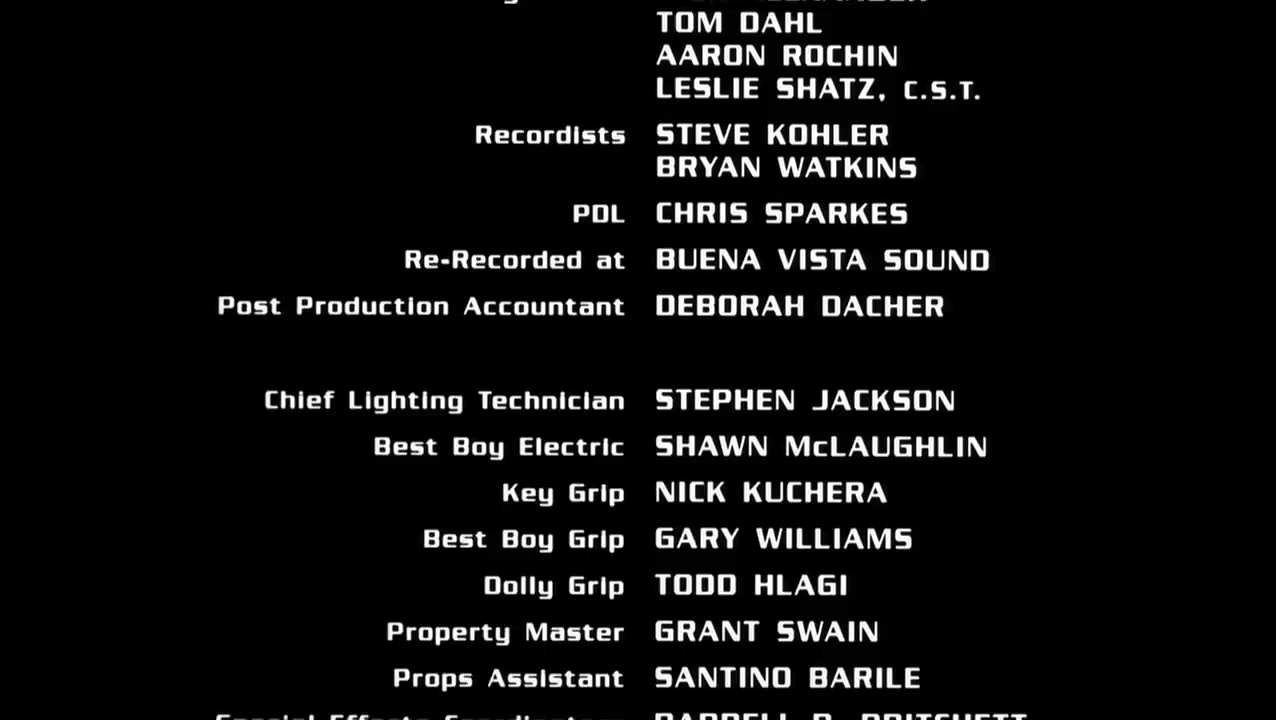 TOM DAHL
AARON ROCHIN
LESLIE SHATZ, C.S.T.
Recordists STEVE KOHLER
BRYAN WATKINS
PDL CHRIS SPARKES
Re-Recorded at BUENA VISTA SOUND
Post Production Accountant DEBORAH DACHER
Chief Lighting Technician STEPHEN JACKSON
Best Boy Electric SHAWN McLAUGHLIN
Key Grip NICK KUCHERA
Best Boy Grip GARY WILLIAMS
Dolly Grip TODD HLAGI
Property Master GRANT SWAIN
Props Assistant SANTINO BARILE